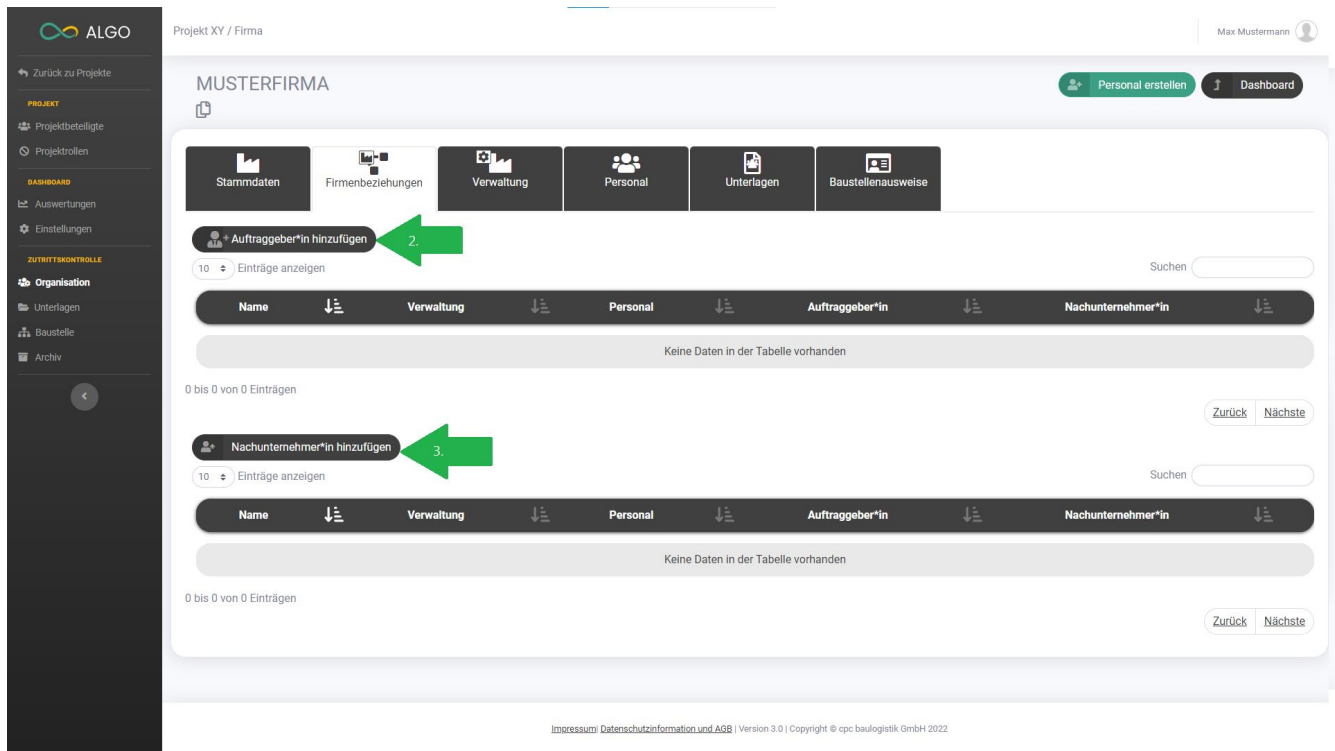 ALGO
Projekt XY / Firma
Max Mustermann
Zurück zu Projekte
PROJEKT
Projektbeteiligte
Projektrollen
DASHBOARD
Auswertungen
Einstellungen
ZUTRITTSKONTROLLE
Organisation
Unterlagen
Baustelle
Archiv
MUSTERFIRMA
Personal erstellen
Dashboard
Stammdaten
Firmenbeziehungen
Verwaltung
Personal
Unterlagen
Baustellenausweise
Auftraggeber*in hinzufügen
2.
10 Einträge anzeigen
Suchen
Name Verwaltung Personal Auftraggeber*in Nachunternehmer*in
Keine Daten in der Tabelle vorhanden
0 bis 0 von 0 Einträgen
Zurück Nächste
Nachunternehmer*in hinzufügen
3.
10 Einträge anzeigen
Suchen
Name Verwaltung Personal Auftraggeber*in Nachunternehmer*in
Keine Daten in der Tabelle vorhanden
0 bis 0 von 0 Einträgen
Zurück Nächste
Impressum| Datenschutzinformation und AGB | Version 3.0 | Copyright © cpc baulogistik GmbH 2022